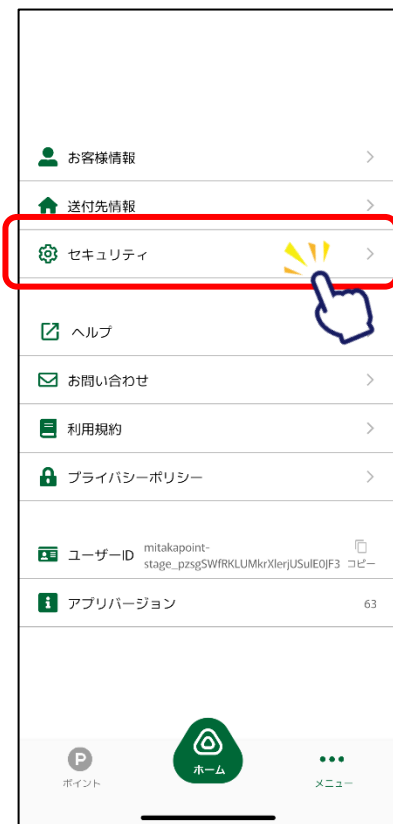 お客様情報
送付先情報
セキュリティ
ヘルプ
お問い合わせ
利用規約
プライバシーポリシー
ユーザーID
mitakapoint-
stage_pzsgSWfRKLUMkrXlerjUSulE0JF3
コピー
アプリバージョン 63
P
ポイント
ホーム
メニュー